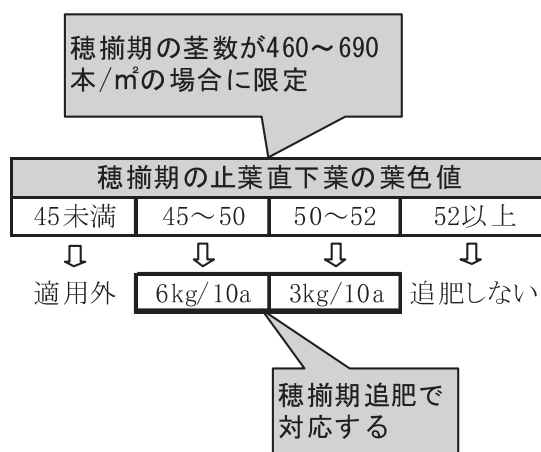 穂揃期の茎数が460～690
本/㎡の場合に限定
穂揃期の止葉直下葉の葉色値
45未満 45～50 50～52 52以上
⇩ ⇩ ⇩ ⇩
適用外 6kg/10a 3kg/10a 追肥しない
穂揃期追肥で
対応する